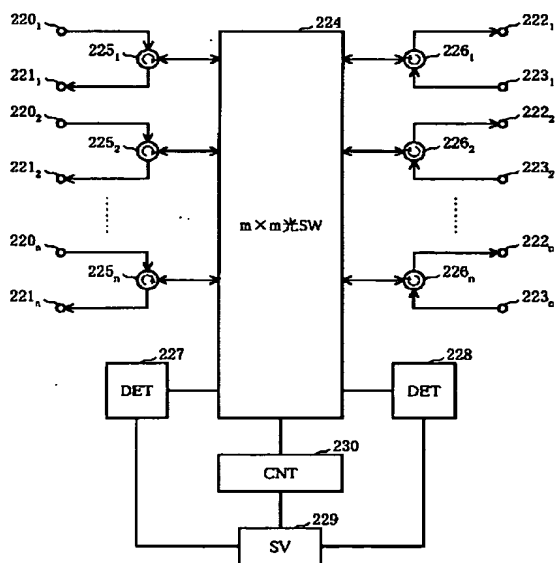 220₁
221₁
225₁
224
226₁
222₁
223₁
220₂
221₂
225₂
226₂
222₂
223₂
m×m光SW
220ₙ
221ₙ
225ₙ
226ₙ
222ₙ
223ₙ
227
DET
228
DET
230
CNT
229
SV